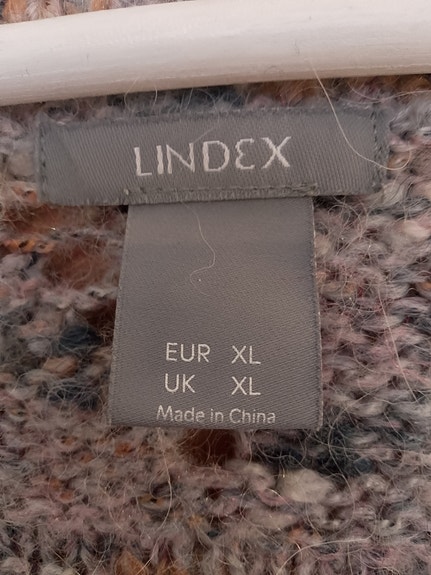 LINDEX
EUR XL
UK XL
Made in China